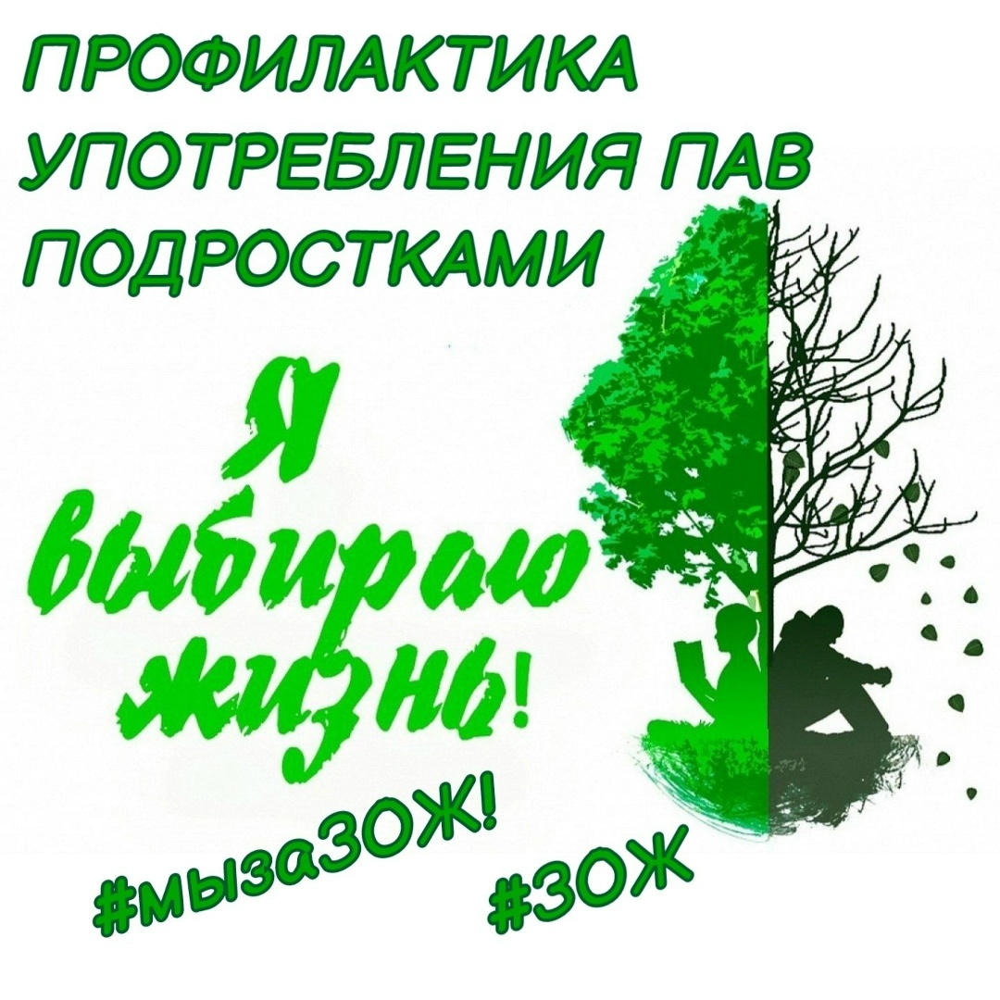 ПРОФИЛАКТИКА
УПОТРЕБЛЕНИЯ ПАВ
ПОДРОСТКАМИ
Я
выбираю
жизнь!
#мызаЗОЖ!
#ЗОЖ